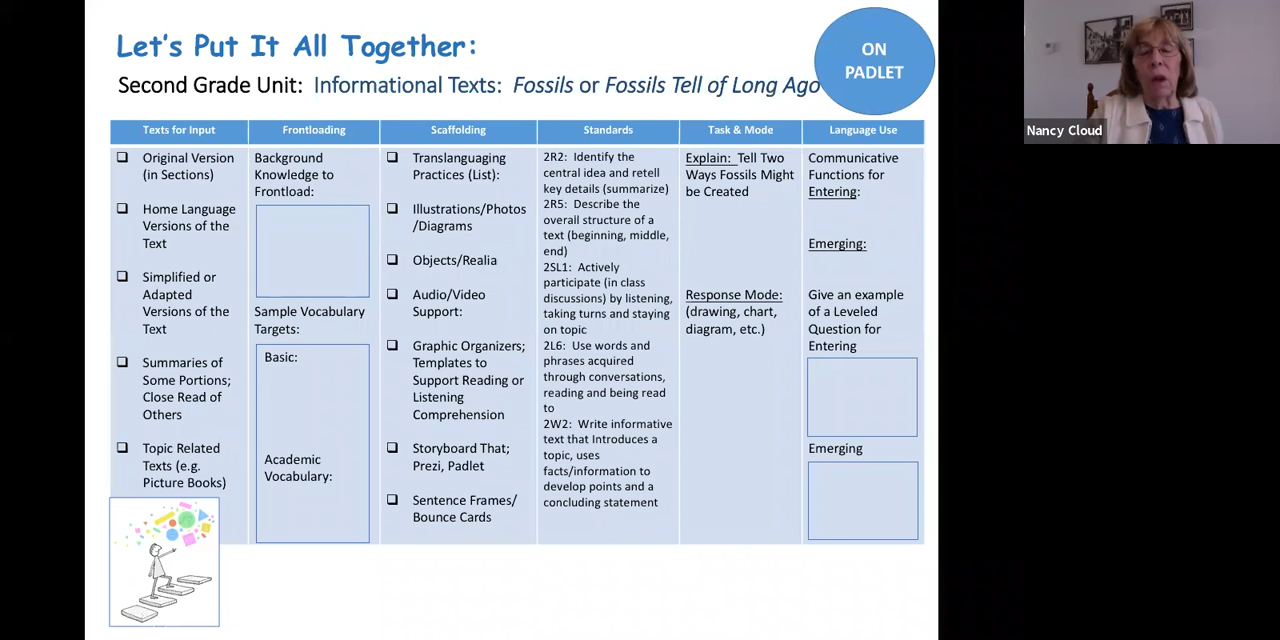 Let's Put It All Together:
ON
PADLET
Second Grade Unit: Informational Texts: Fossils or Fossils Tell of Long Ago
Nancy Cloud
Texts for Input
Frontloading
Scaffolding
Standards
Task & Mode
Language Use
❑ Original Version
(in Sections)
❑ Home Language
Versions of the
Text
❑ Simplified or
Adapted
Versions of the
Text
❑ Summaries of
Some Portions;
Close Read of
Others
❑ Topic Related
Texts (e.g.
Picture Books)
Background
Knowledge to
Frontload:
Sample Vocabulary
Targets:
Basic:
Academic
Vocabulary:
❑ Translanguaging
Practices (List):
❑ Illustrations/Photos
/Diagrams
❑ Objects/Realia
❑ Audio/Video
Support:
❑ Graphic Organizers;
Templates to
Support Reading or
Listening
Comprehension
❑ Storyboard That;
Prezi, Padlet
❑ Sentence Frames/
Bounce Cards
2R2: Identify the
central idea and retell
key details (summarize)
2R5: Describe the
overall structure of a
text (beginning, middle,
end)
2SL1: Actively
participate (in class
discussions) by listening,
taking turns and staying
on topic
2L6: Use words and
phrases acquired
through conversations,
reading and being read
to
2W2: Write informative
text that Introduces a
topic, uses
facts/information to
develop points and a
concluding statement
Explain: Tell Two
Ways Fossils Might
be Created
Response Mode:
(drawing, chart,
diagram, etc.)
Communicative
Functions for
Entering:
Emerging:
Give an example
of a Leveled
Question for
Entering
Emerging